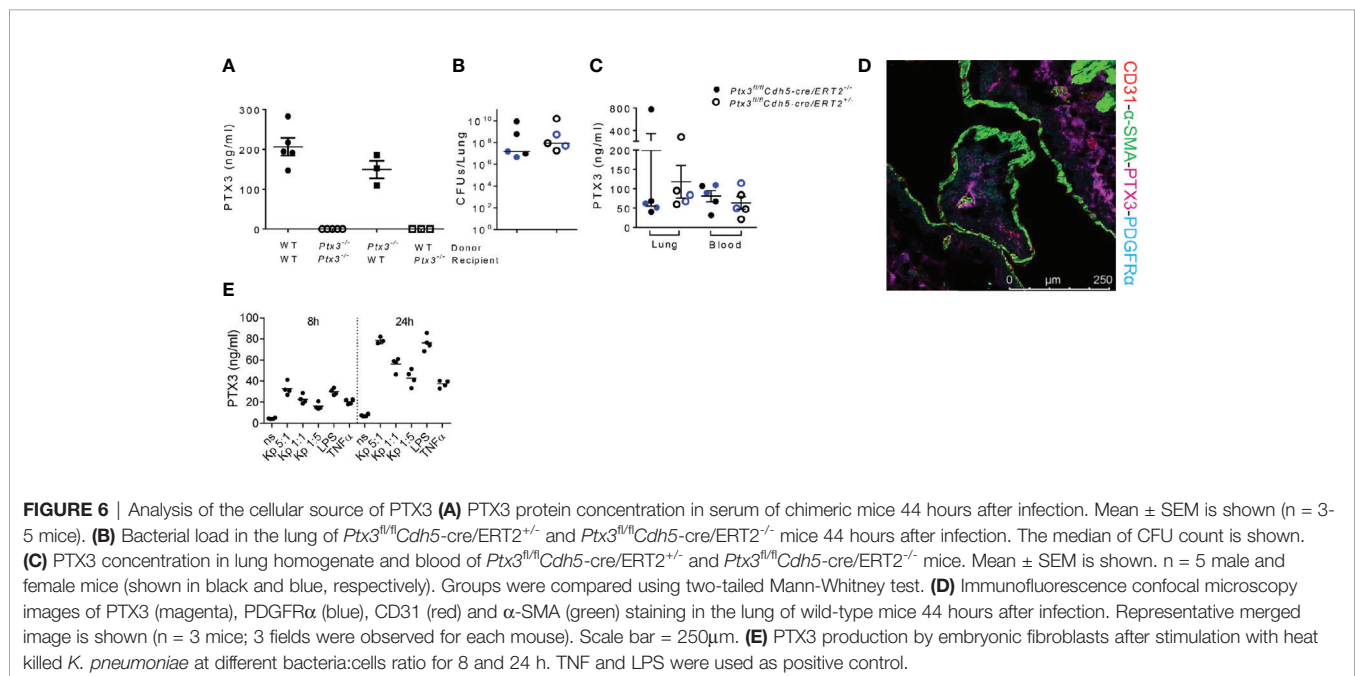 A
B
C
D
PTX3 (ng/ml)
300
200
100
0
WT Ptx3-/- Ptx3-/- WT Donor
WT Ptx3-/- WT Ptx3-/- Recipient
CFUs/Lung
10^10
10^8
10^6
10^4
10^2
10^0
Ptx3fl/flCdh5-cre/ERT2-/-
Ptx3fl/flCdh5-cre/ERT2+/-
PTX3 (ng/ml)
800
400
200
150
100
50
0
Lung Blood
CD31-α-SMA-PTX3-PDGFRα
0 µm 250
E
8h 24h
PTX3 (ng/ml)
100
80
60
40
20
0
ns Kp 5:1 Kp 1:1 Kp 1:5 LPS TNFα ns Kp 5:1 Kp 1:1 Kp 1:5 LPS TNFα
FIGURE 6 | Analysis of the cellular source of PTX3 (A) PTX3 protein concentration in serum of chimeric mice 44 hours after infection. Mean ± SEM is shown (n = 3-
5 mice). (B) Bacterial load in the lung of Ptx3fl/flCdh5-cre/ERT2+/- and Ptx3fl/flCdh5-cre/ERT2-/- mice 44 hours after infection. The median of CFU count is shown.
(C) PTX3 concentration in lung homogenate and blood of Ptx3fl/flCdh5-cre/ERT2+/- and Ptx3fl/flCdh5-cre/ERT2-/- mice. Mean ± SEM is shown. n = 5 male and
female mice (shown in black and blue, respectively). Groups were compared using two-tailed Mann-Whitney test. (D) Immunofluorescence confocal microscopy
images of PTX3 (magenta), PDGFRα (blue), CD31 (red) and α-SMA (green) staining in the lung of wild-type mice 44 hours after infection. Representative merged
image is shown (n = 3 mice; 3 fields were observed for each mouse). Scale bar = 250µm. (E) PTX3 production by embryonic fibroblasts after stimulation with heat
killed K. pneumoniae at different bacteria:cells ratio for 8 and 24 h. TNF and LPS were used as positive control.